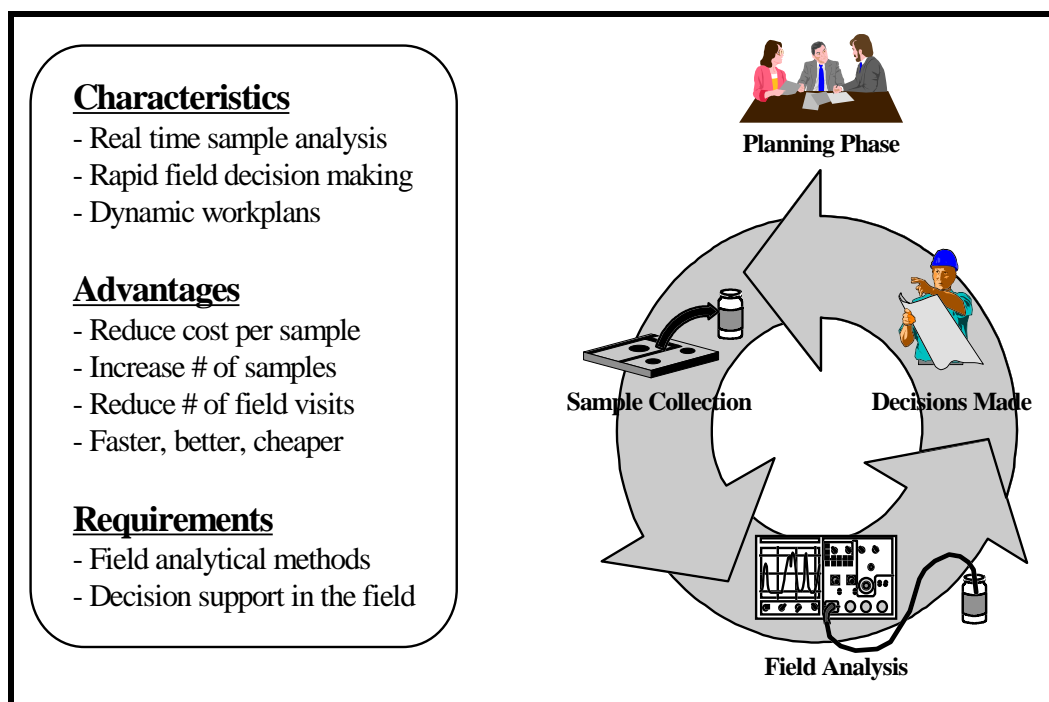 Characteristics
- Real time sample analysis
- Rapid field decision making
- Dynamic workplans
Advantages
- Reduce cost per sample
- Increase # of samples
- Reduce # of field visits
- Faster, better, cheaper
Requirements
- Field analytical methods
- Decision support in the field
Planning Phase
Sample Collection
Decisions Made
Field Analysis